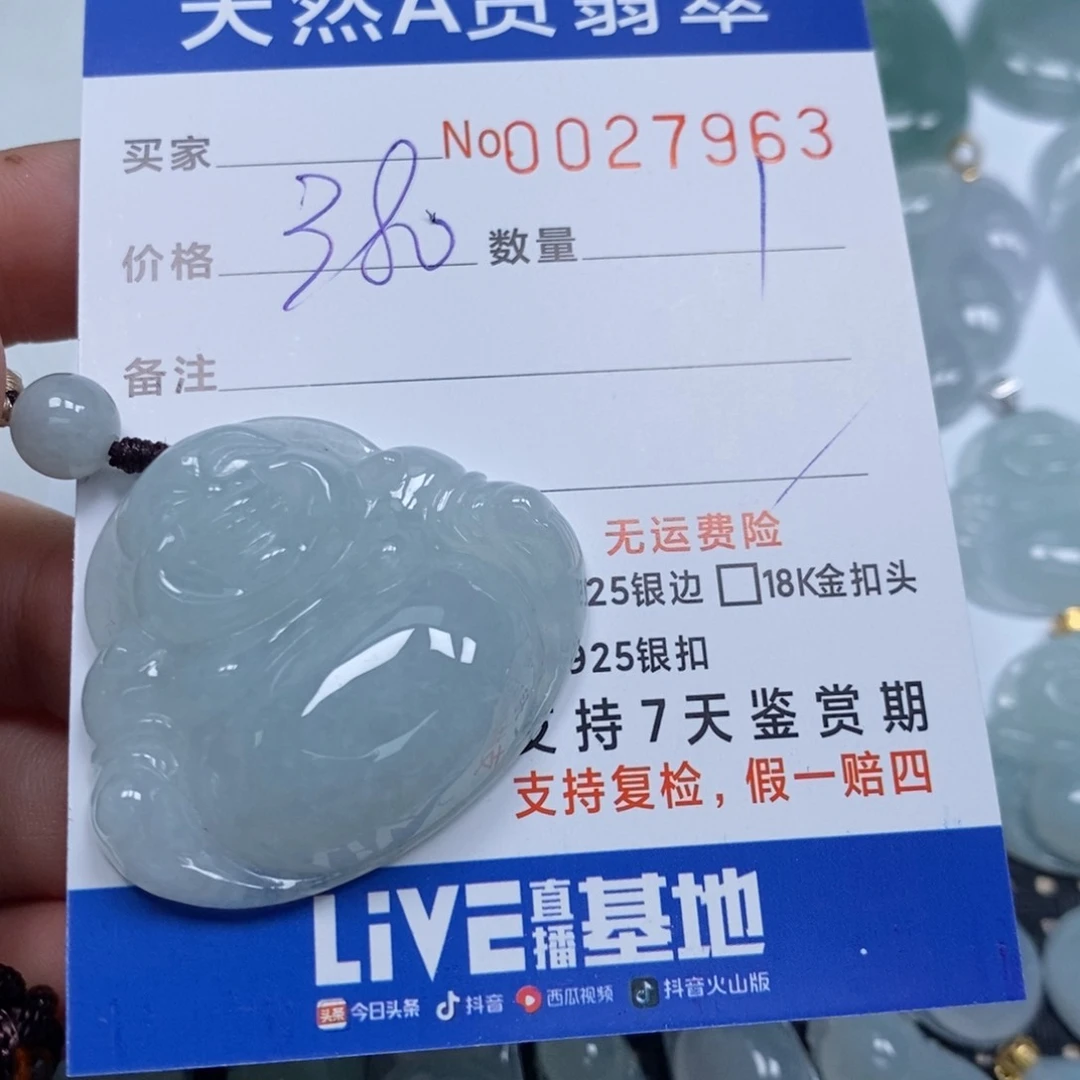 天然A货翡翠
买家 No0027963
价格 380 数量 1
备注
无运费险
25银边 □18K金扣头
925银扣
支持7天鉴赏期
支持复检，假一赔四
LiVE直播基地
今日头条 抖音 西瓜视频 抖音火山版